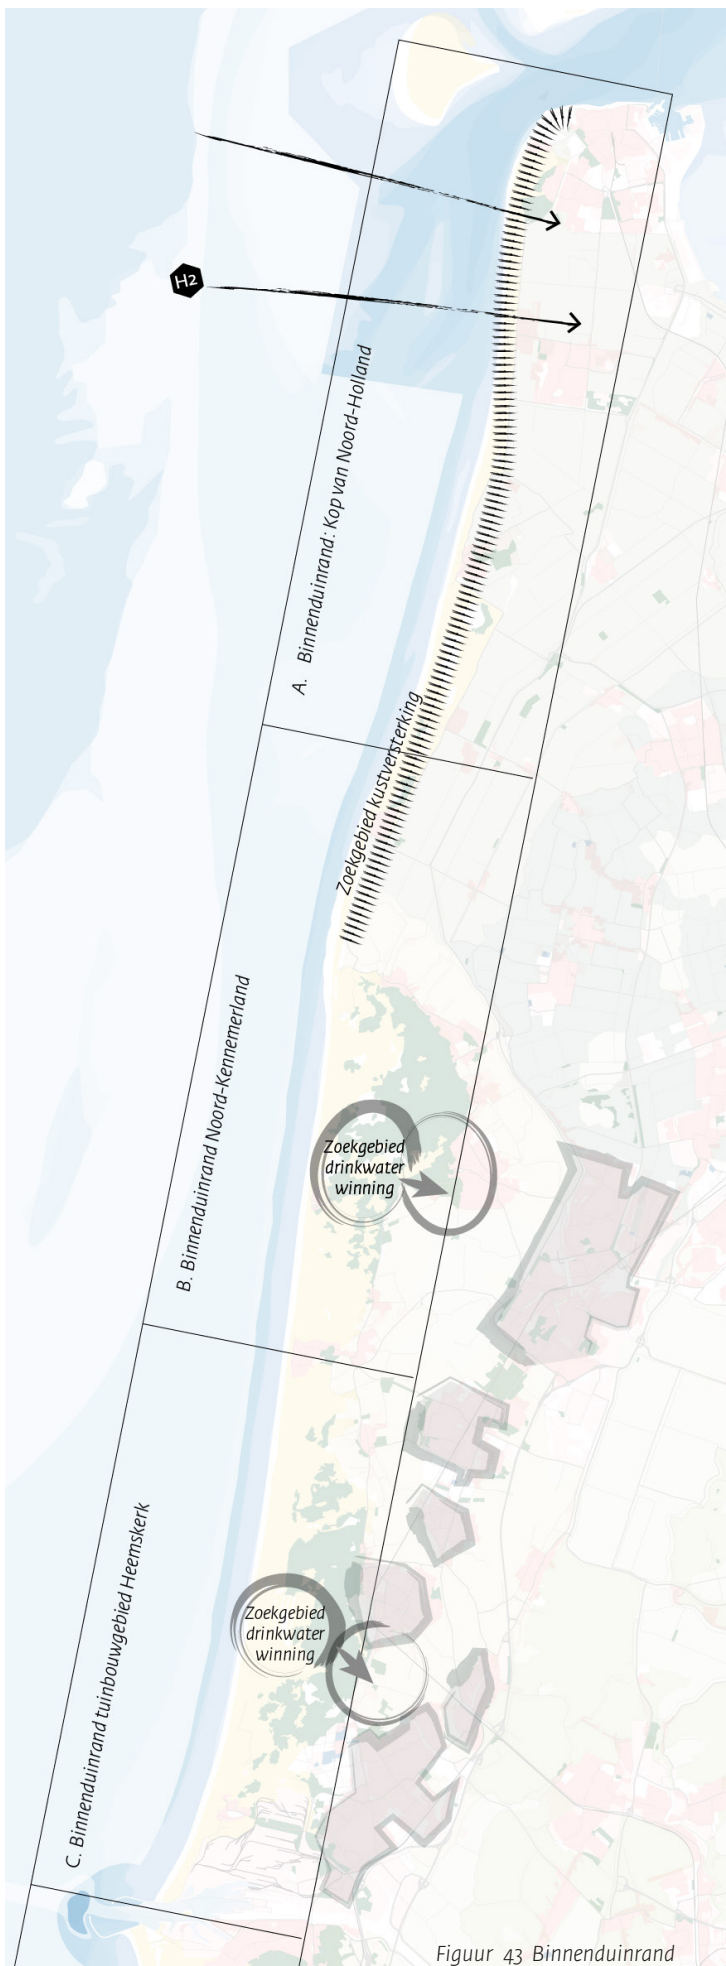 H2
A. Binnenduinrand: Kop van Noord-Holland
Zoekgebied kustversterking
B. Binnenduinrand Noord-Kennemerland
Zoekgebied
drinkwater
winning
C. Binnenduinrand tuinbouwgebied Heemskerk
Zoekgebied
drinkwater
winning
Figuur 43 Binnenduinrand